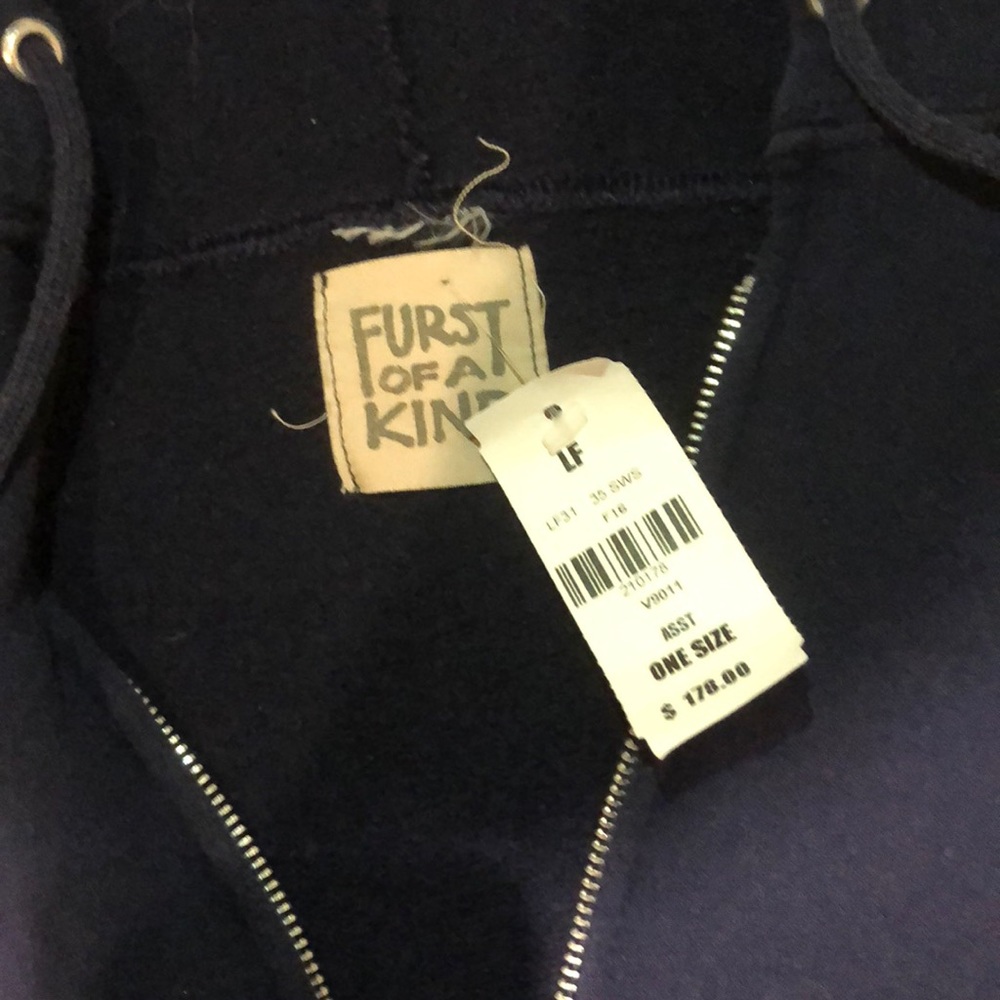 FURST
OF A
KIND
LF
LF31 35 SWS
F16
210178
V9011
ASST
ONE SIZE
$ 178.00